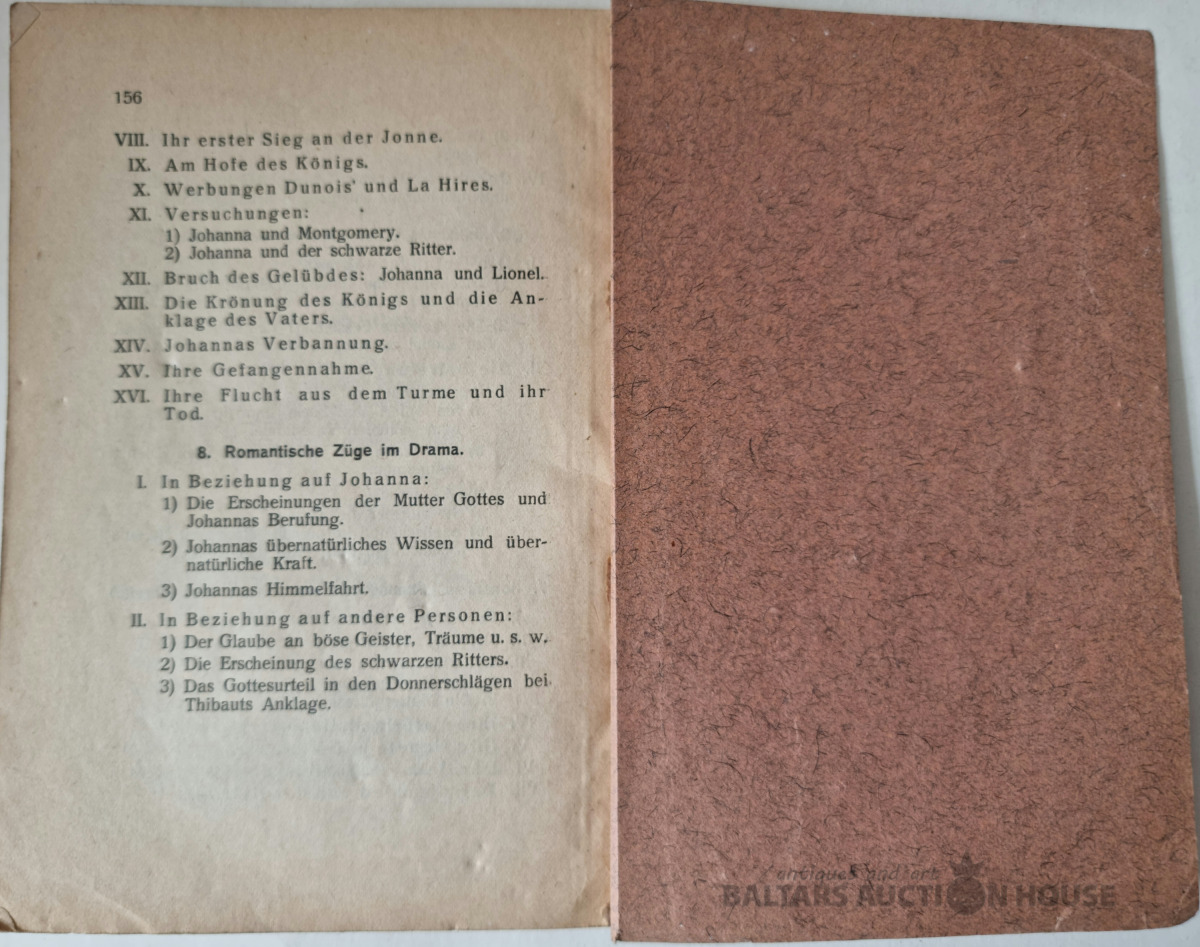 156
VIII. Ihr erster Sieg an der Jonne.
IX. Am Hofe des Königs.
X. Werbungen Dunois' und La Hires.
XI. Versuchungen:
1) Johanna und Montgomery.
2) Johanna und der schwarze Ritter.
XII. Bruch des Gelübdes: Johanna und Lionel.
XIII. Die Krönung des Königs und die An-
klage des Vaters.
XIV. Johannas Verbannung.
XV. Ihre Gefangennahme.
XVI. Ihre Flucht aus dem Turme und ihr
Tod.
8. Romantische Züge im Drama.
I. In Beziehung auf Johanna:
1) Die Erscheinungen der Mutter Gottes und
Johannas Berufung.
2) Johannas übernatürliches Wissen und über-
natürliche Kraft.
3) Johannas Himmelfahrt.
II. In Beziehung auf andere Personen:
1) Der Glaube an böse Geister, Träume u. s. w.
2) Die Erscheinung des schwarzen Ritters.
3) Das Gottesurteil in den Donnerschlägen bei
Thibauts Anklage.
antiques and art
BALTARS AUCTION HOUSE